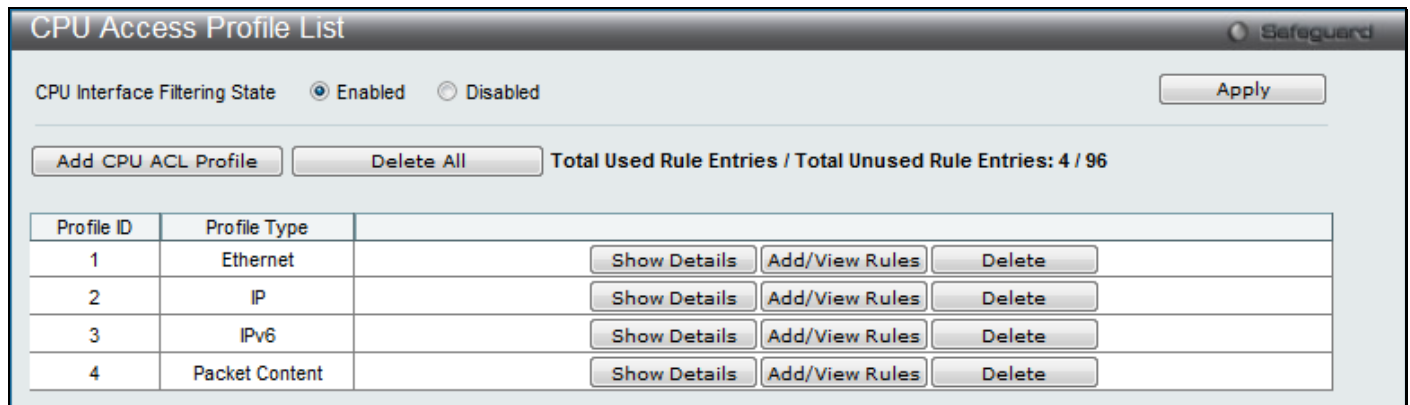 CPU Access Profile List
Safeguard
CPU Interface Filtering State Enabled Disabled Apply
Add CPU ACL Profile Delete All Total Used Rule Entries / Total Unused Rule Entries: 4 / 96
Profile ID Profile Type
1 Ethernet Show Details Add/View Rules Delete
2 IP Show Details Add/View Rules Delete
3 IPv6 Show Details Add/View Rules Delete
4 Packet Content Show Details Add/View Rules Delete